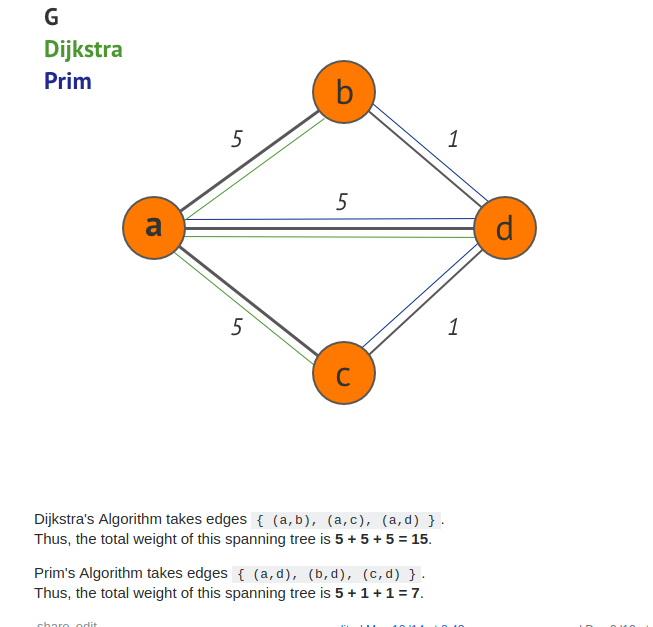 G
Dijkstra
Prim
b
5
1
5
a
d
5
1
c
Dijkstra's Algorithm takes edges { (a,b), (a,c), (a,d) }.
Thus, the total weight of this spanning tree is 5 + 5 + 5 = 15.
Prim's Algorithm takes edges { (a,d), (b,d), (c,d) }.
Thus, the total weight of this spanning tree is 5 + 1 + 1 = 7.
share edit